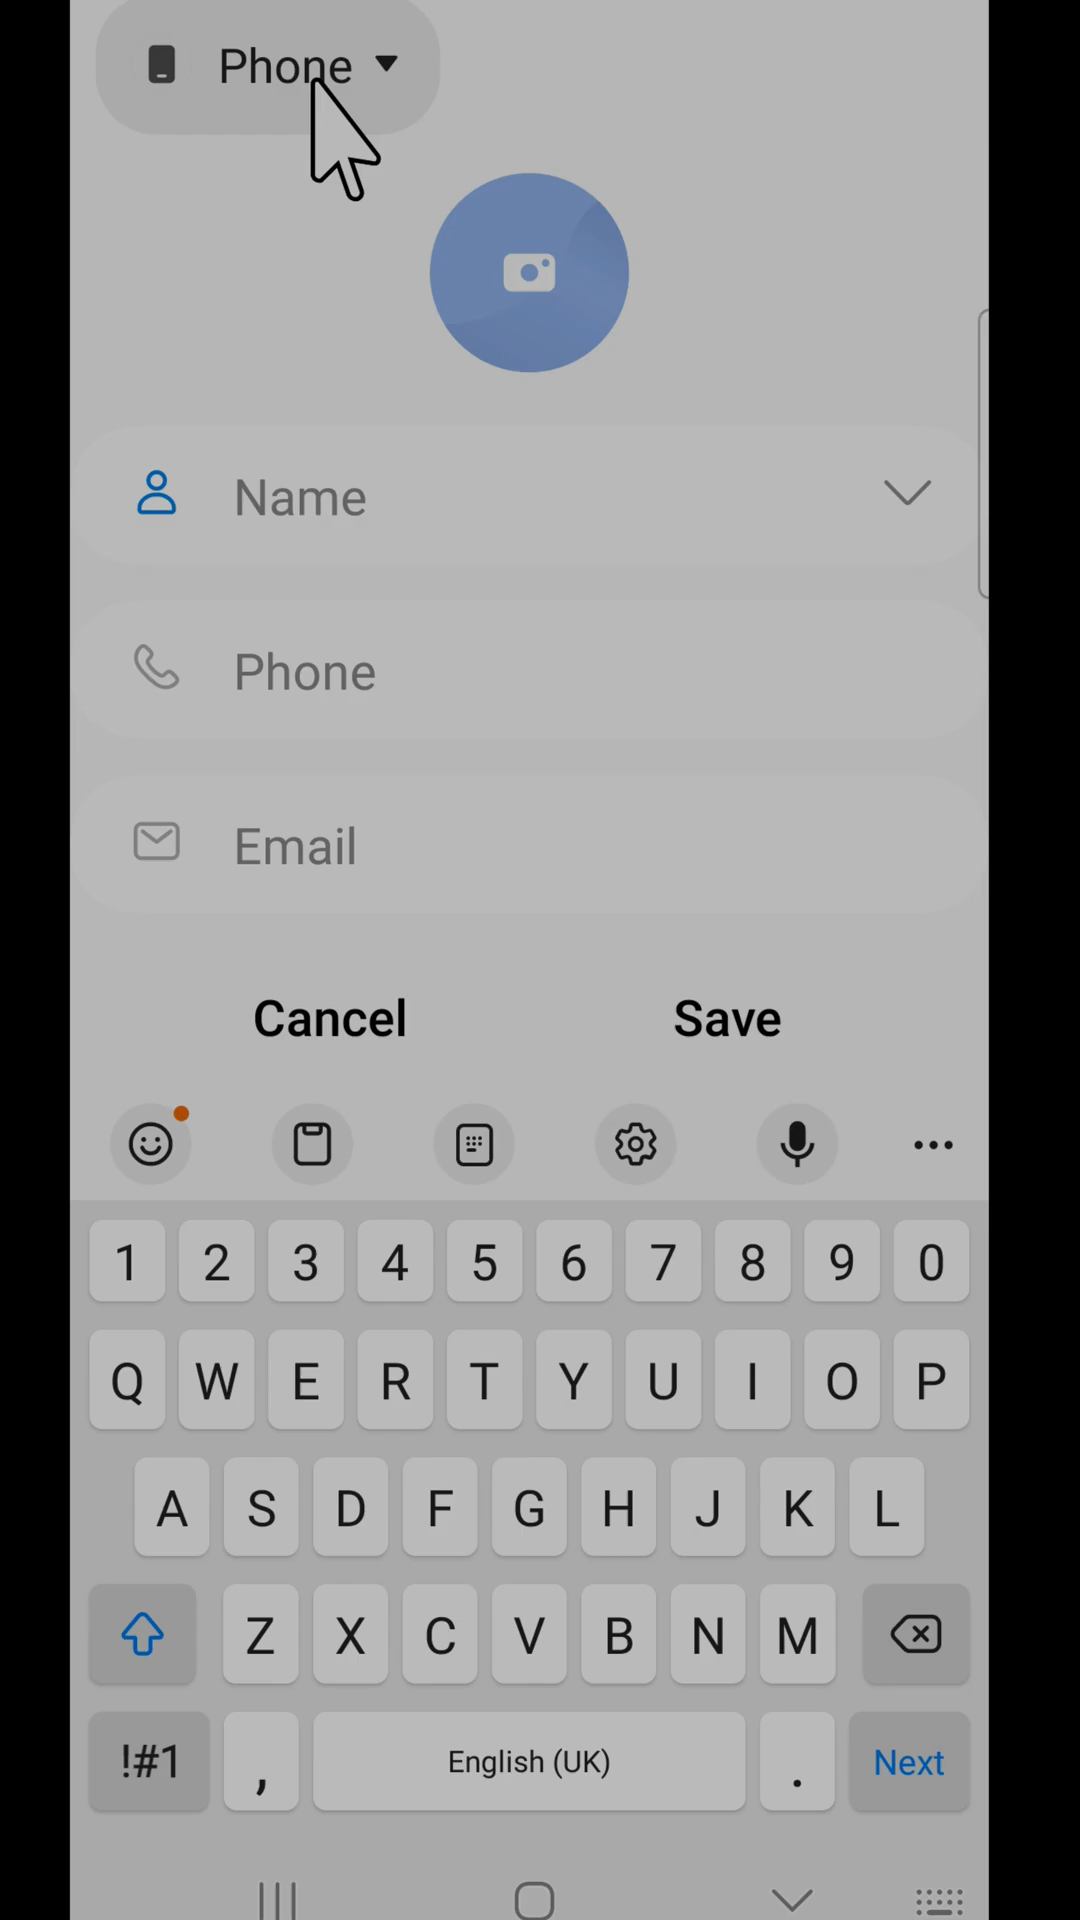 Phone
Name
Phone
Email
Cancel Save
1 2 3 4 5 6 7 8 9 0
Q W E R T Y U I O P
A S D F G H J K L
Z X C V B N M
!#1 , English (UK) . Next